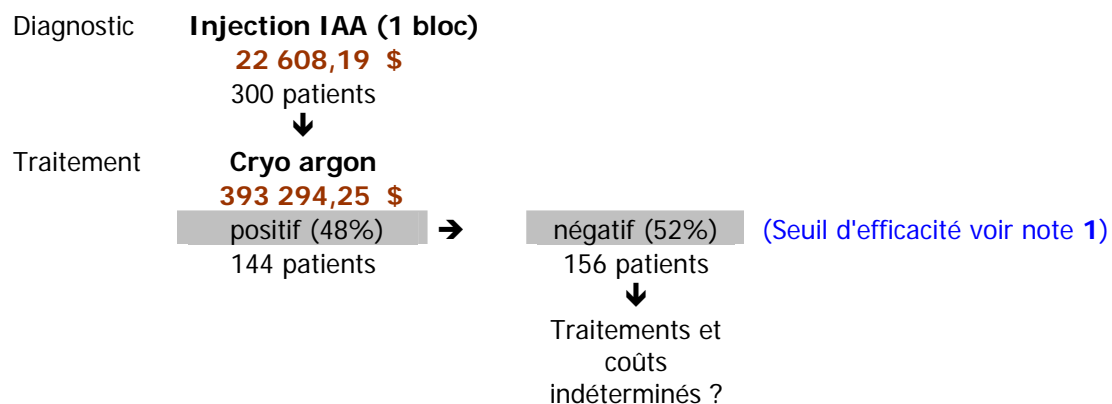 Diagnostic Injection IAA (1 bloc)
22 608,19 $
300 patients
🡻
Traitement Cryo argon
393 294,25 $
positif (48%) ➔ négatif (52%) (Seuil d'efficacité voir note 1)
144 patients 156 patients
🡻
Traitements et
coûts
indéterminés ?